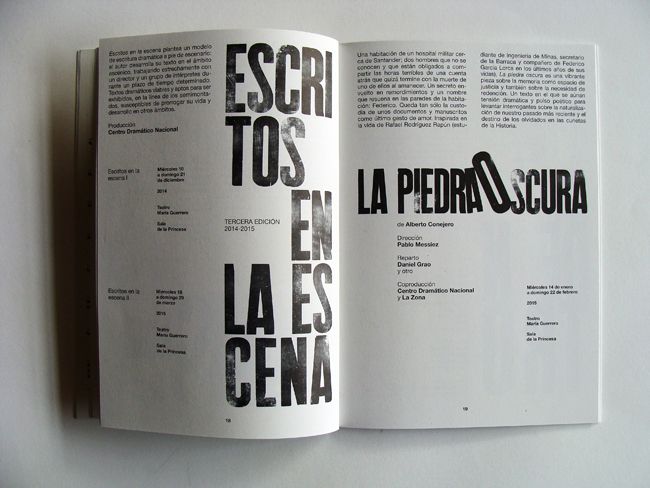 Escritos en la escena plantea un modelo
de escritura dramática a pie de escenario:
el autor desarrolla su texto en el ámbito
escénico, trabajando estrechamente con
un director y un grupo de intérpretes du-
rante un plazo de tiempo determinado.
Textos dramáticos vivos y aptos para ser
exhibidos, en la línea de los semimonta-
jes, susceptibles de prorrogar su vida y
desarrollo en otros ámbitos.
Producción
Centro Dramático Nacional
Escritos en la
escena I
Miércoles 10
a domingo 21
de diciembre
2014
Teatro
María Guerrero
Sala
de la Princesa
Escritos en la
escena II
Miércoles 18
a domingo 29
de marzo
2015
Teatro
María Guerrero
Sala
de la Princesa
ESCRI
TOS
EN
LA ES
CENA
TERCERA EDICIÓN
2014-2015
18
Una habitación de un hospital militar cer-
ca de Santander; dos hombres que no se
conocen y que están obligados a compar-
tir las horas terribles de una cuenta
atrás que quizá termine con la muerte de
uno de ellos al amanecer. Un secreto en-
vuelto en remordimientos y un nombre
que resuena en las paredes de la habita-
ción: Federico. Queda tan sólo la custo-
dia de unos documentos y manuscritos
como último gesto de amor. Inspirada en
la vida de Rafael Rodríguez Rapún (estu-
diante de Ingeniería de Minas, secretario
de la Barraca y compañero de Federico
García Lorca en los últimos años de sus
vidas), La piedra oscura es una vibrante
pieza sobre la memoria como espacio de
justicia y también sobre la necesidad de
redención. Un texto en el que se aúnan
tensión dramática y pulso poético para
levantar interrogantes sobre la naturaliza-
ción de nuestro pasado más reciente y el
destino de los olvidados en las cunetas
de la Historia.
LA PIEDRA OSCURA
de Alberto Conejero
Dirección
Pablo Messiez
Reparto
Daniel Grao
y otro
Coproducción
Centro Dramático Nacional
y La Zona
Miércoles 14 de enero
a domingo 22 de febrero
2015
Teatro
María Guerrero
Sala
de la Princesa
19